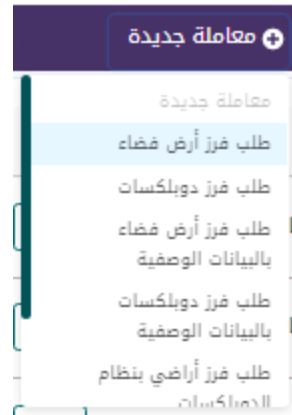 معاملة جديدة
معاملة جديدة
طلب فرز أرض فضاء
طلب فرز دوبلكسات
طلب فرز أرض فضاء
بالبيانات الوصفية
طلب فرز دوبلكسات
بالبيانات الوصفية
طلب فرز أراضي بنظام
الدوبلكسات